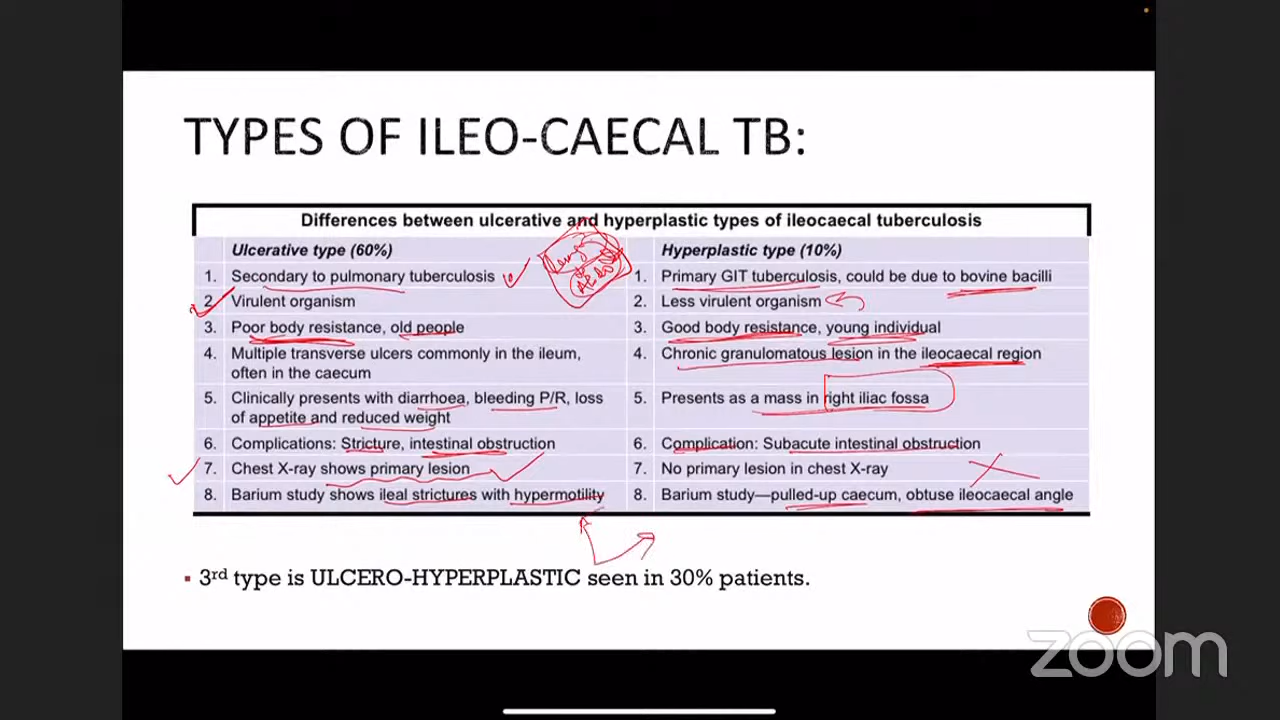 TYPES OF ILEO-CAECAL TB:
Differences between ulcerative and hyperplastic types of ileocaecal tuberculosis
Ulcerative type (60%) Hyperplastic type (10%)
1. Secondary to pulmonary tuberculosis 1. Primary GIT tuberculosis, could be due to bovine bacilli
2. Virulent organism 2. Less virulent organism
3. Poor body resistance, old people 3. Good body resistance, young individual
4. Multiple transverse ulcers commonly in the ileum, 4. Chronic granulomatous lesion in the ileocaecal region
often in the caecum
5. Clinically presents with diarrhoea, bleeding P/R, loss 5. Presents as a mass in right iliac fossa
of appetite and reduced weight
6. Complications: Stricture, intestinal obstruction 6. Complication: Subacute intestinal obstruction
7. Chest X-ray shows primary lesion 7. No primary lesion in chest X-ray
8. Barium study shows ileal strictures with hypermotility 8. Barium study—pulled-up caecum, obtuse ileocaecal angle
▪ 3rd type is ULCERO-HYPERPLASTIC seen in 30% patients.
zoom